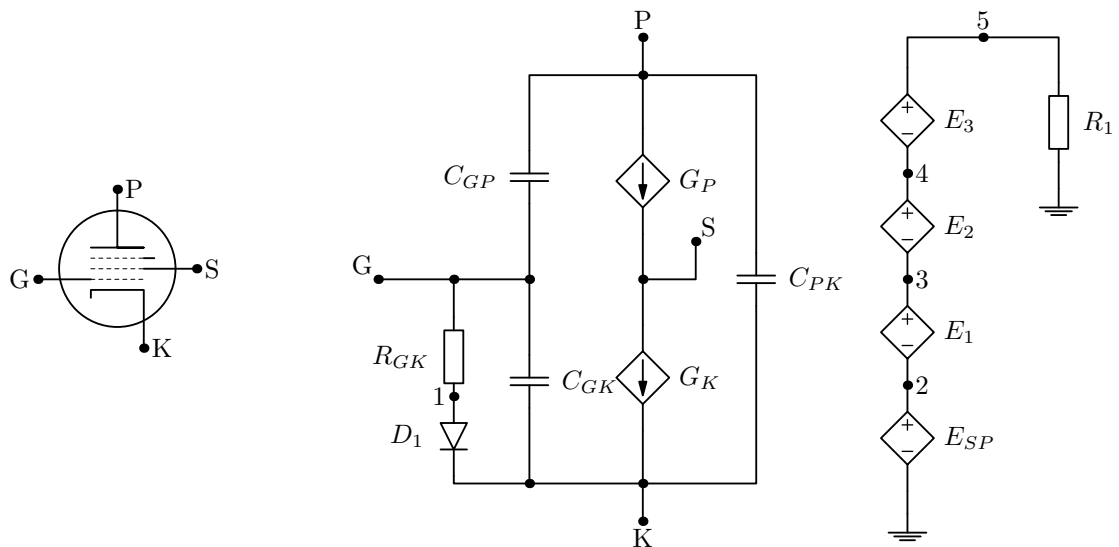 P
G
S
K
P
C_{GP}
G_P
S
G
C_{PK}
R_{GK}
C_{GK}
G_K
1
D_1
K
5
+
−
E_3
R_1
4
+
−
E_2
3
+
−
E_1
2
+
−
E_{SP}